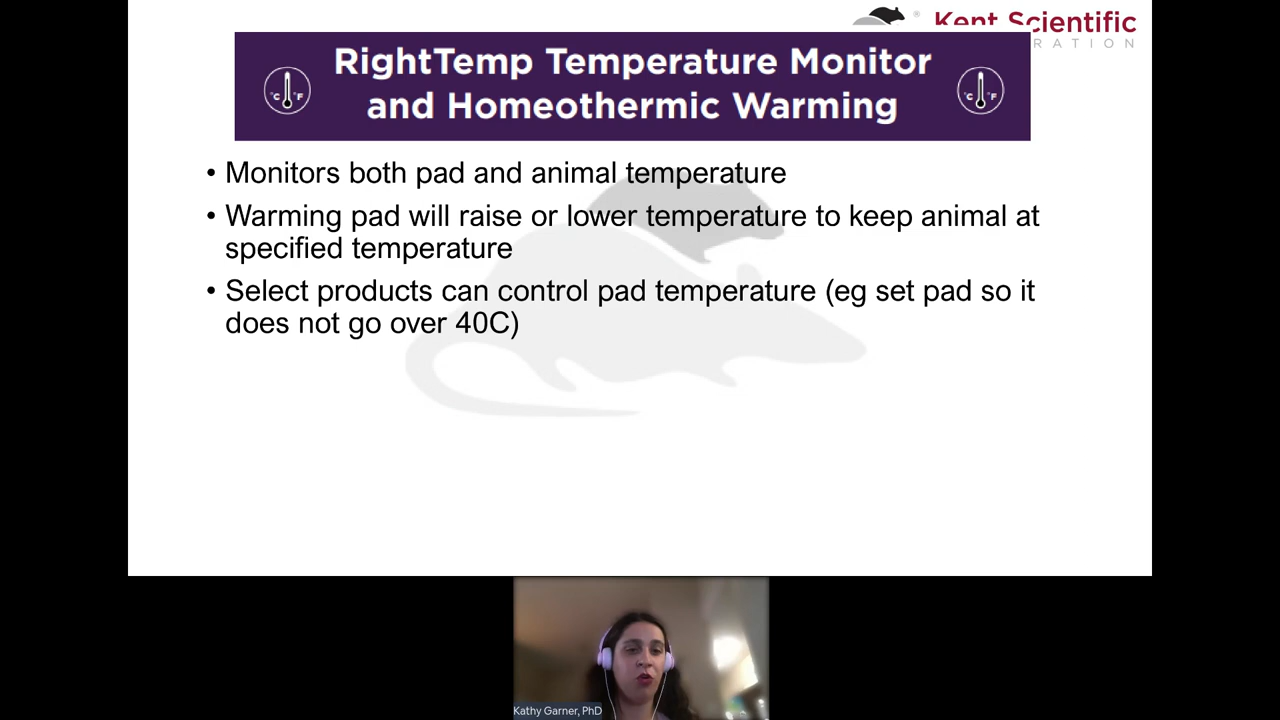 Kent Scientific
RATION
RightTemp Temperature Monitor
and Homeothermic Warming
°C °F
°C °F
• Monitors both pad and animal temperature
• Warming pad will raise or lower temperature to keep animal at
specified temperature
• Select products can control pad temperature (eg set pad so it
does not go over 40C)
Kathy Garner, PhD